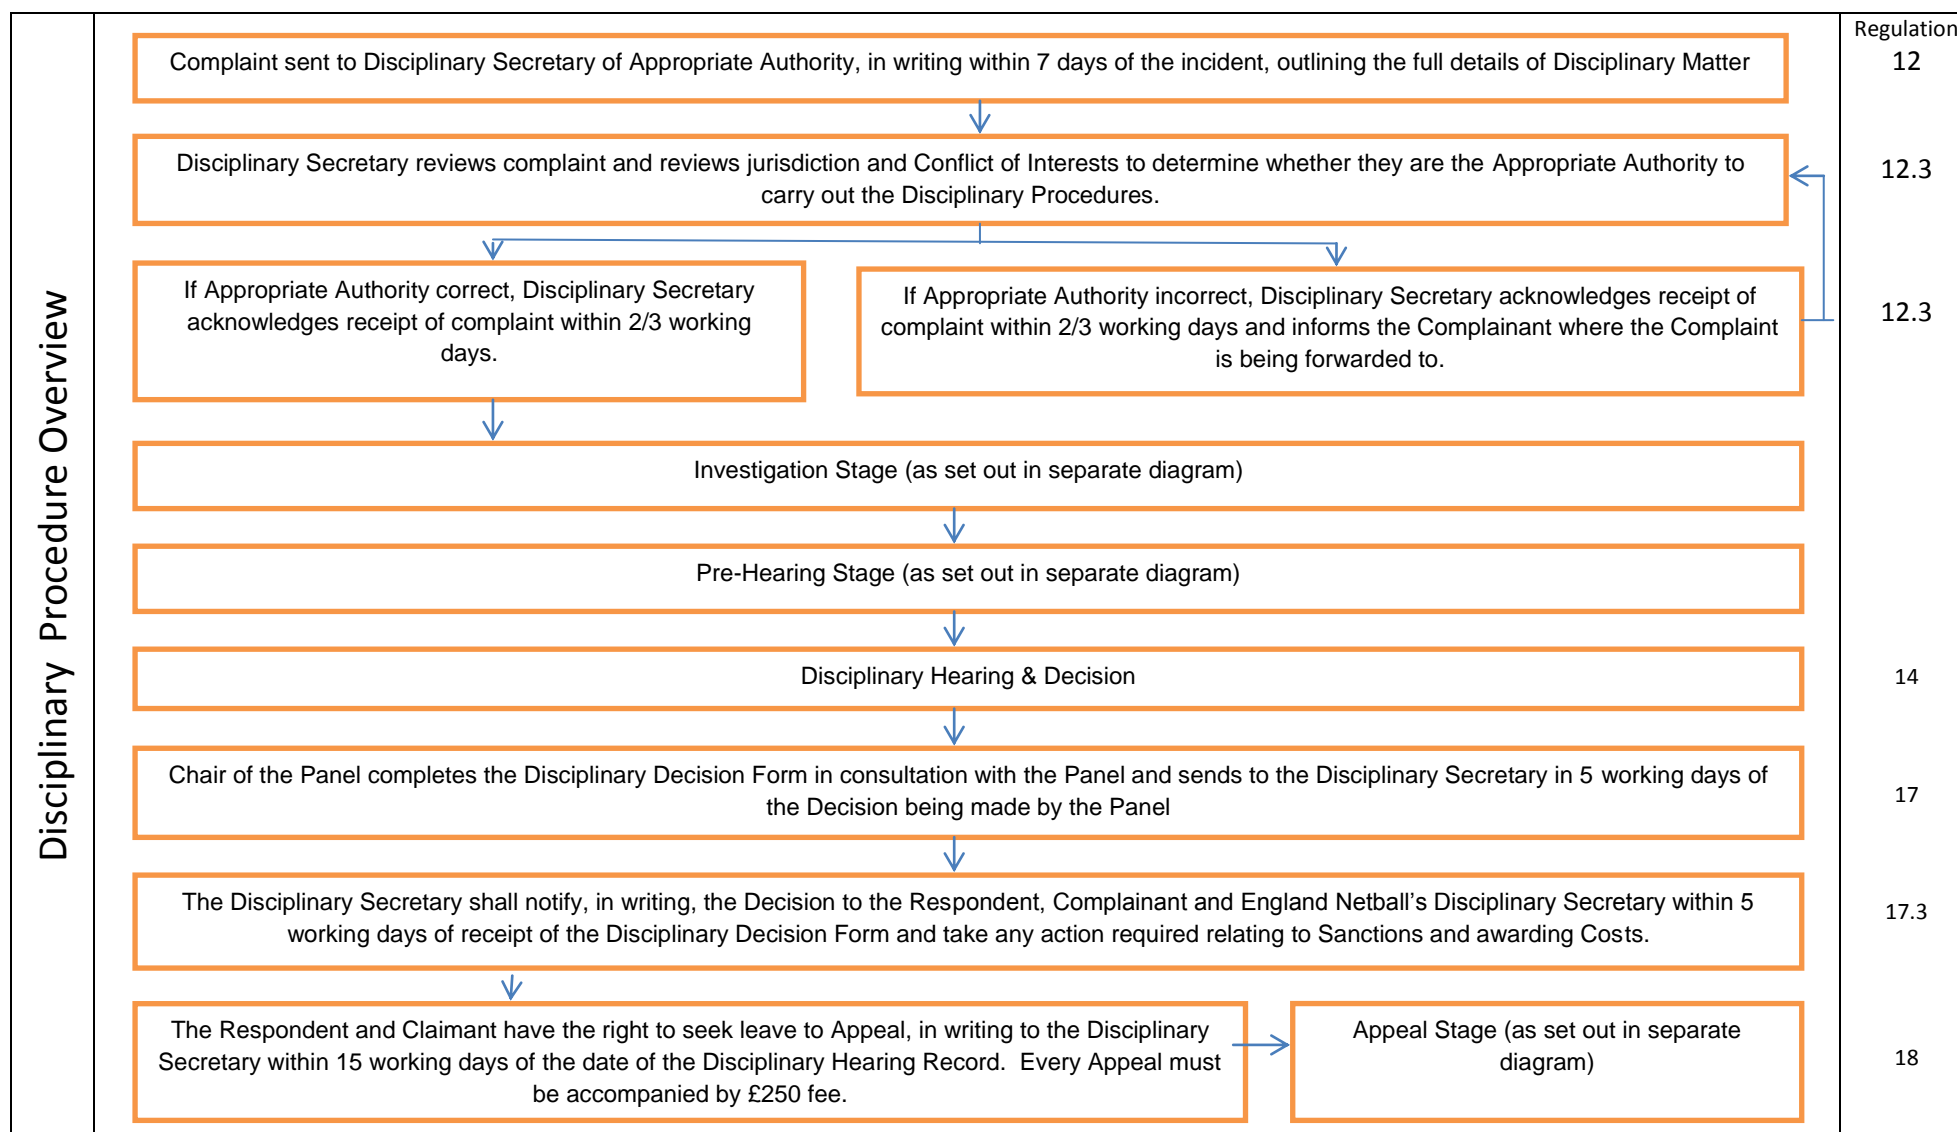 Disciplinary Procedure Overview
Regulation
Complaint sent to Disciplinary Secretary of Appropriate Authority, in writing within 7 days of the incident, outlining the full details of Disciplinary Matter
12
Disciplinary Secretary reviews complaint and reviews jurisdiction and Conflict of Interests to determine whether they are the Appropriate Authority to
carry out the Disciplinary Procedures.
12.3
If Appropriate Authority correct, Disciplinary Secretary
acknowledges receipt of complaint within 2/3 working
days.
If Appropriate Authority incorrect, Disciplinary Secretary acknowledges receipt of
complaint within 2/3 working days and informs the Complainant where the Complaint
is being forwarded to.
12.3
Investigation Stage (as set out in separate diagram)
Pre-Hearing Stage (as set out in separate diagram)
Disciplinary Hearing & Decision
14
Chair of the Panel completes the Disciplinary Decision Form in consultation with the Panel and sends to the Disciplinary Secretary in 5 working days of
the Decision being made by the Panel
17
The Disciplinary Secretary shall notify, in writing, the Decision to the Respondent, Complainant and England Netball’s Disciplinary Secretary within 5
working days of receipt of the Disciplinary Decision Form and take any action required relating to Sanctions and awarding Costs.
17.3
The Respondent and Claimant have the right to seek leave to Appeal, in writing to the Disciplinary
Secretary within 15 working days of the date of the Disciplinary Hearing Record.  Every Appeal must
be accompanied by £250 fee.
Appeal Stage (as set out in separate
diagram)
18